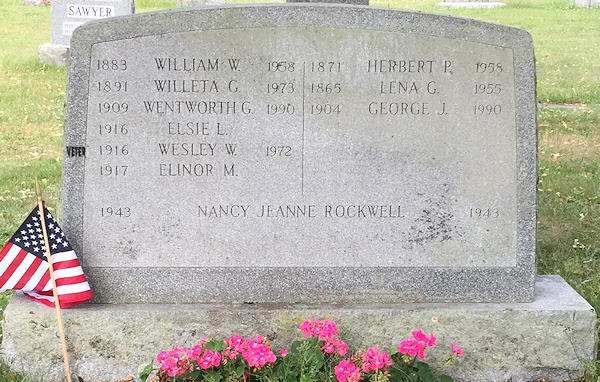 SAWYER
1883 WILLIAM W. 1958
1891 WILLETA G. 1973
1909 WENTWORTH G. 1990
1916 ELSIE L.
1916 WESLEY W. 1972
1917 ELINOR M.
1871 HERBERT P. 1958
1865 LENA G. 1955
1904 GEORGE J. 1990
1943 NANCY JEANNE ROCKWELL 1943